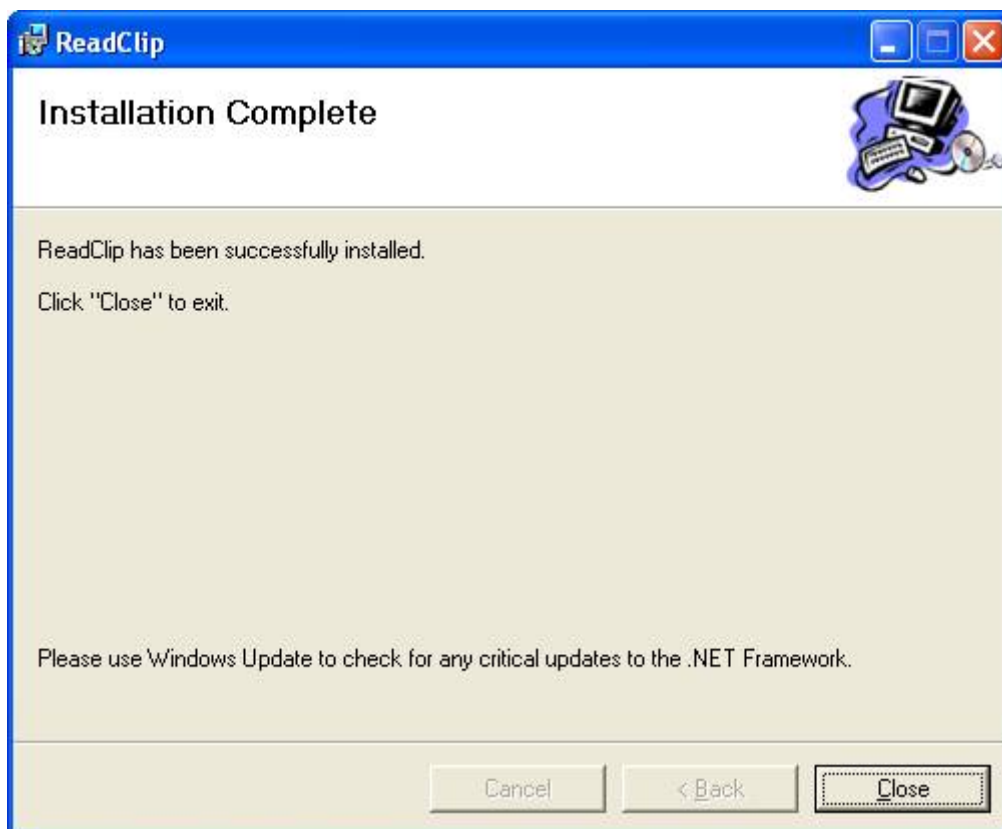 ReadClip
Installation Complete
ReadClip has been successfully installed.
Click "Close" to exit.
Please use Windows Update to check for any critical updates to the .NET Framework.
Cancel
< Back
Close